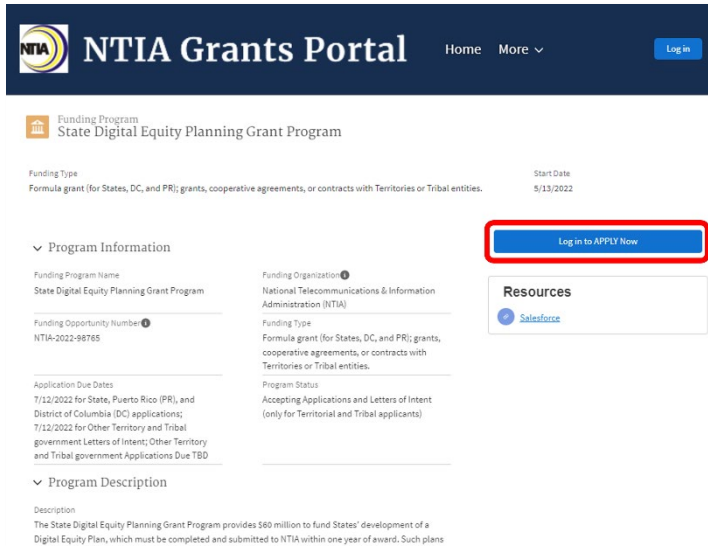 NTIA
NTIA Grants Portal
Home More
Log in
Funding Program
State Digital Equity Planning Grant Program
Funding Type
Formula grant (for States, DC, and PR); grants, cooperative agreements, or contracts with Territories or Tribal entities.
Start Date
5/13/2022
Log in to APPLY Now
Resources
Salesforce
Program Information
Funding Program Name
State Digital Equity Planning Grant Program
Funding Organization
National Telecommunications & Information
Administration (NTIA)
Funding Opportunity Number
NTIA-2022-98765
Funding Type
Formula grant (for States, DC, and PR); grants,
cooperative agreements, or contracts with
Territories or Tribal entities.
Application Due Dates
7/12/2022 for State, Puerto Rico (PR), and
District of Columbia (DC) applications;
7/12/2022 for Other Territory and Tribal
government Letters of Intent; Other Territory
and Tribal government Applications Due TBD
Program Status
Accepting Applications and Letters of Intent
(only for Territorial and Tribal applicants)
Program Description
Description
The State Digital Equity Planning Grant Program provides $60 million to fund States' development of a
Digital Equity Plan, which must be completed and submitted to NTIA within one year of award. Such plans